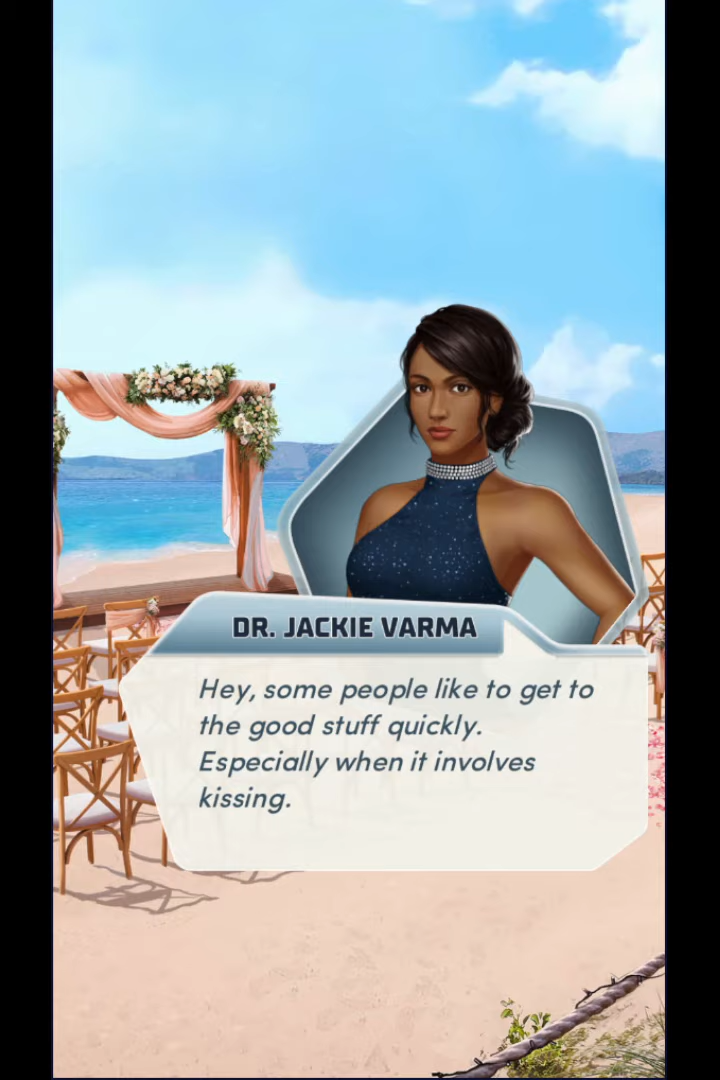 DR. JACKIE VARMA
Hey, some people like to get to
the good stuff quickly.
Especially when it involves
kissing.